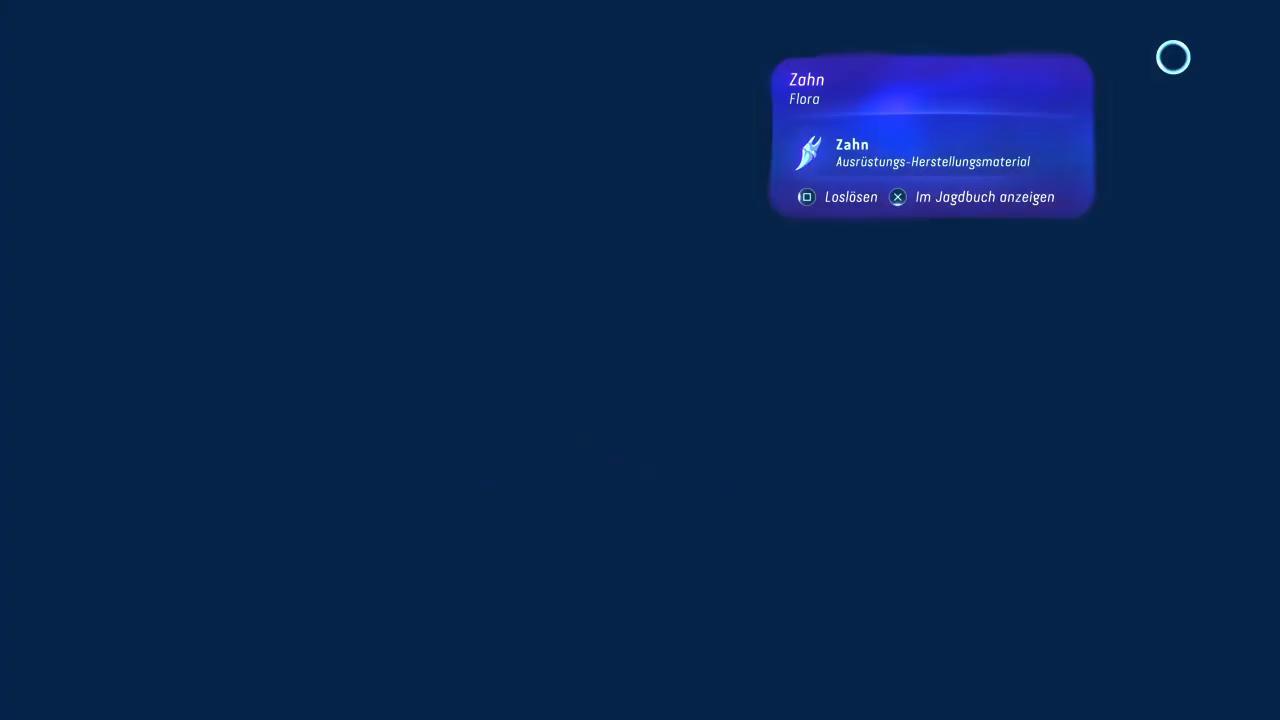 Zahn
Flora
Zahn
Ausrüstungs-Herstellungsmaterial
Loslösen Im Jagdbuch anzeigen